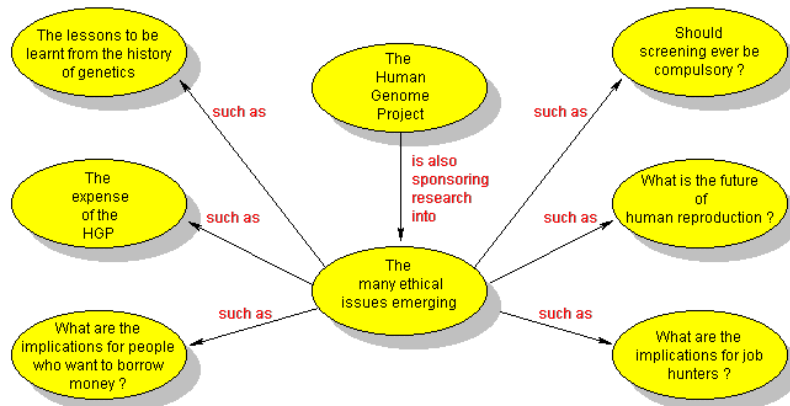 The lessons to be
learnt from the history
of genetics
The
Human
Genome
Project
Should
screening ever be
compulsory ?
such as
such as
is also
sponsoring
research
into
The
expense
of the
HGP
such as
such as
What is the future
of
human reproduction ?
The
many ethical
issues emerging
such as
such as
What are the
implications for people
who want to borrow
money ?
What are the
implications for job
hunters ?